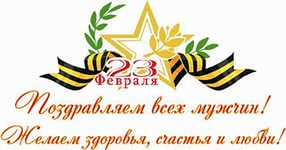 23
Февраля
Поздравляем всех мужчин!
Желаем здоровья, счастья и любви!